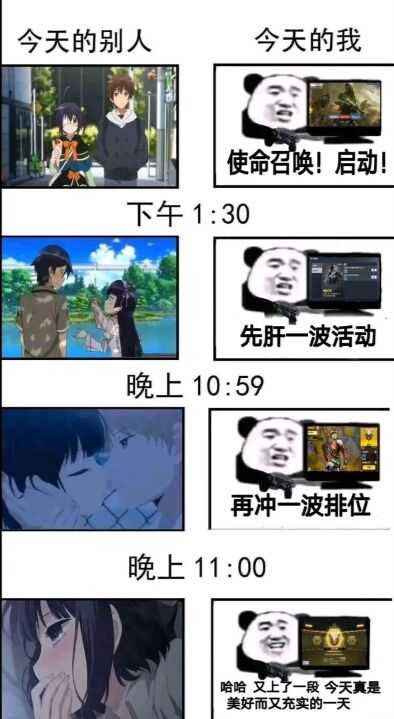 今天的别人
今天的我
使命召唤！启动！
下午 1:30
先肝一波活动
晚上 10:59
再冲一波排位
晚上 11:00
哈哈 又上了一段 今天真是
美好而又充实的一天